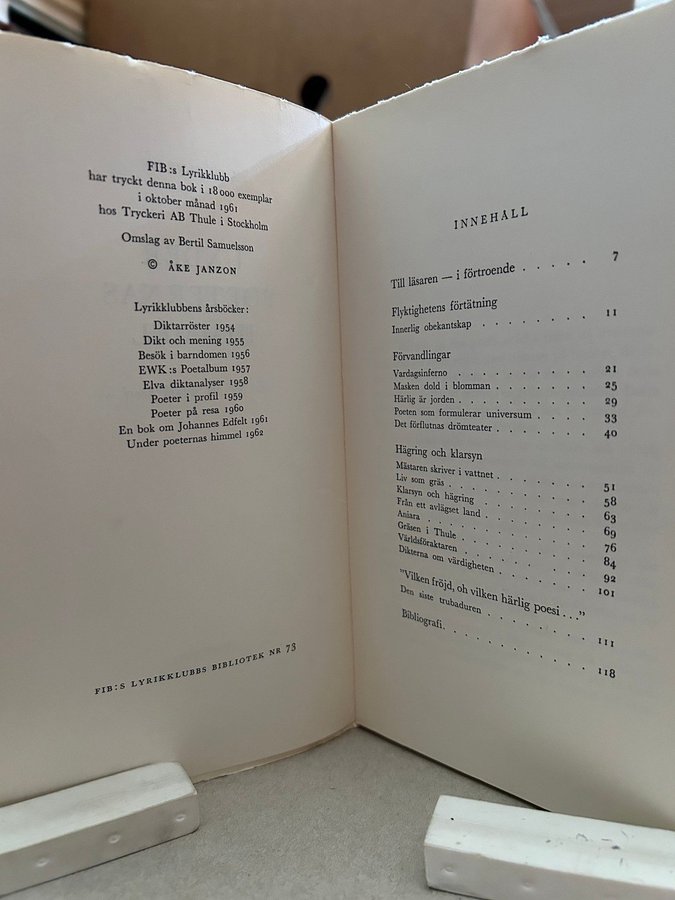 FIB:s Lyrikklubb
har tryckt denna bok i 18 000 exemplar
i oktober månad 1961
hos Tryckeri AB Thule i Stockholm
Omslag av Bertil Samuelsson
© ÅKE JANZON
Lyrikklubbens årsböcker:
Diktarröster 1954
Dikt och mening 1955
Besök i barndomen 1956
EWK:s Poetalbum 1957
Elva diktanalyser 1958
Poeter i profil 1959
Poeter på resa 1960
En bok om Johannes Edfelt 1961
Under poeternas himmel 1962
FIB:S LYRIKKLUBBS BIBLIOTEK NR 73
INNEHÅLL
Till läsaren — i förtroende . . . . . 7
Flyktighetens förtätning
Innerlig obekantskap . . . . . . . 11
Förvandlingar
Vardagsinferno . . . . . . . . . 21
Masken dold i blomman . . . . . . 25
Härlig är jorden . . . . . . . . . 29
Poeten som formulerar universum . . . . 33
Det förflutnas drömteater . . . . . . 40
Hägring och klarsyn
Mästaren skriver i vattnet . . . . . . 51
Liv som gräs . . . . . . . . . . 58
Klarsyn och hägring . . . . . . . 63
Från ett avlägset land . . . . . . . 69
Aniara . . . . . . . . . . . . 76
Gräsen i Thule . . . . . . . . . 84
Världsföraktaren . . . . . . . . . 92
Dikterna om värdigheten . . . . . . 101
”Vilken fröjd, oh vilken härlig poesi . . .”
Den siste trubaduren . . . . . . . 111
Bibliografi . . . . . . . . . . . 118